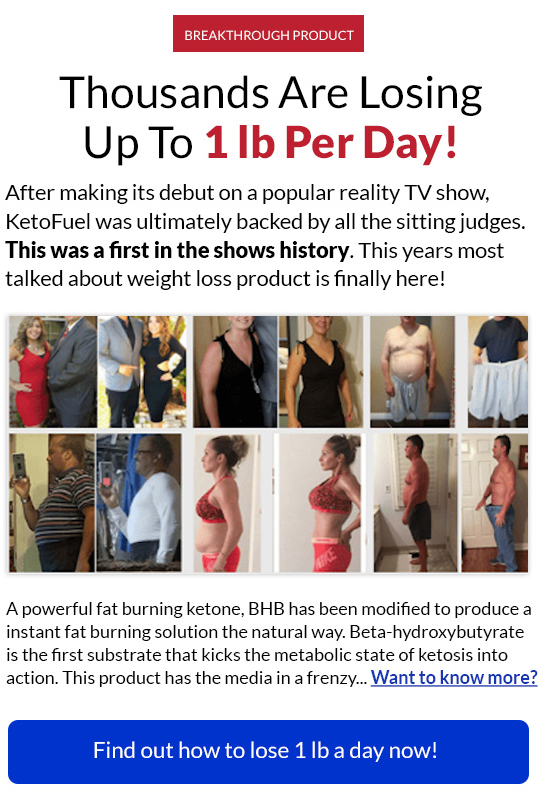 BREAKTHROUGH PRODUCT
Thousands Are Losing
Up To 1 lb Per Day!
After making its debut on a popular reality TV show,
KetoFuel was ultimately backed by all the sitting judges.
This was a first in the shows history. This years most
talked about weight loss product is finally here!
A powerful fat burning ketone, BHB has been modified to produce a
instant fat burning solution the natural way. Beta-hydroxybutyrate
is the first substrate that kicks the metabolic state of ketosis into
action. This product has the media in a frenzy... Want to know more?
Find out how to lose 1 lb a day now!